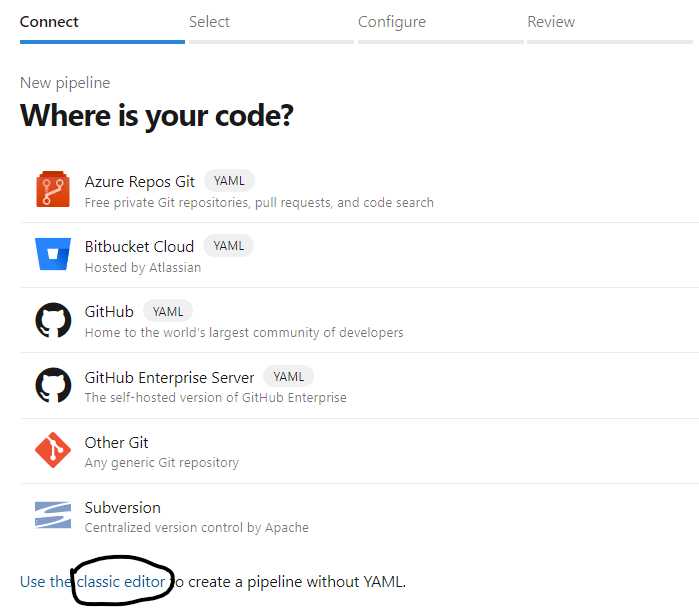 Connect Select Configure Review
New pipeline
Where is your code?
Azure Repos Git YAML
Free private Git repositories, pull requests, and code search
Bitbucket Cloud YAML
Hosted by Atlassian
GitHub YAML
Home to the world's largest community of developers
GitHub Enterprise Server YAML
The self-hosted version of GitHub Enterprise
Other Git
Any generic Git repository
Subversion
Centralized version control by Apache
Use the classic editor to create a pipeline without YAML.